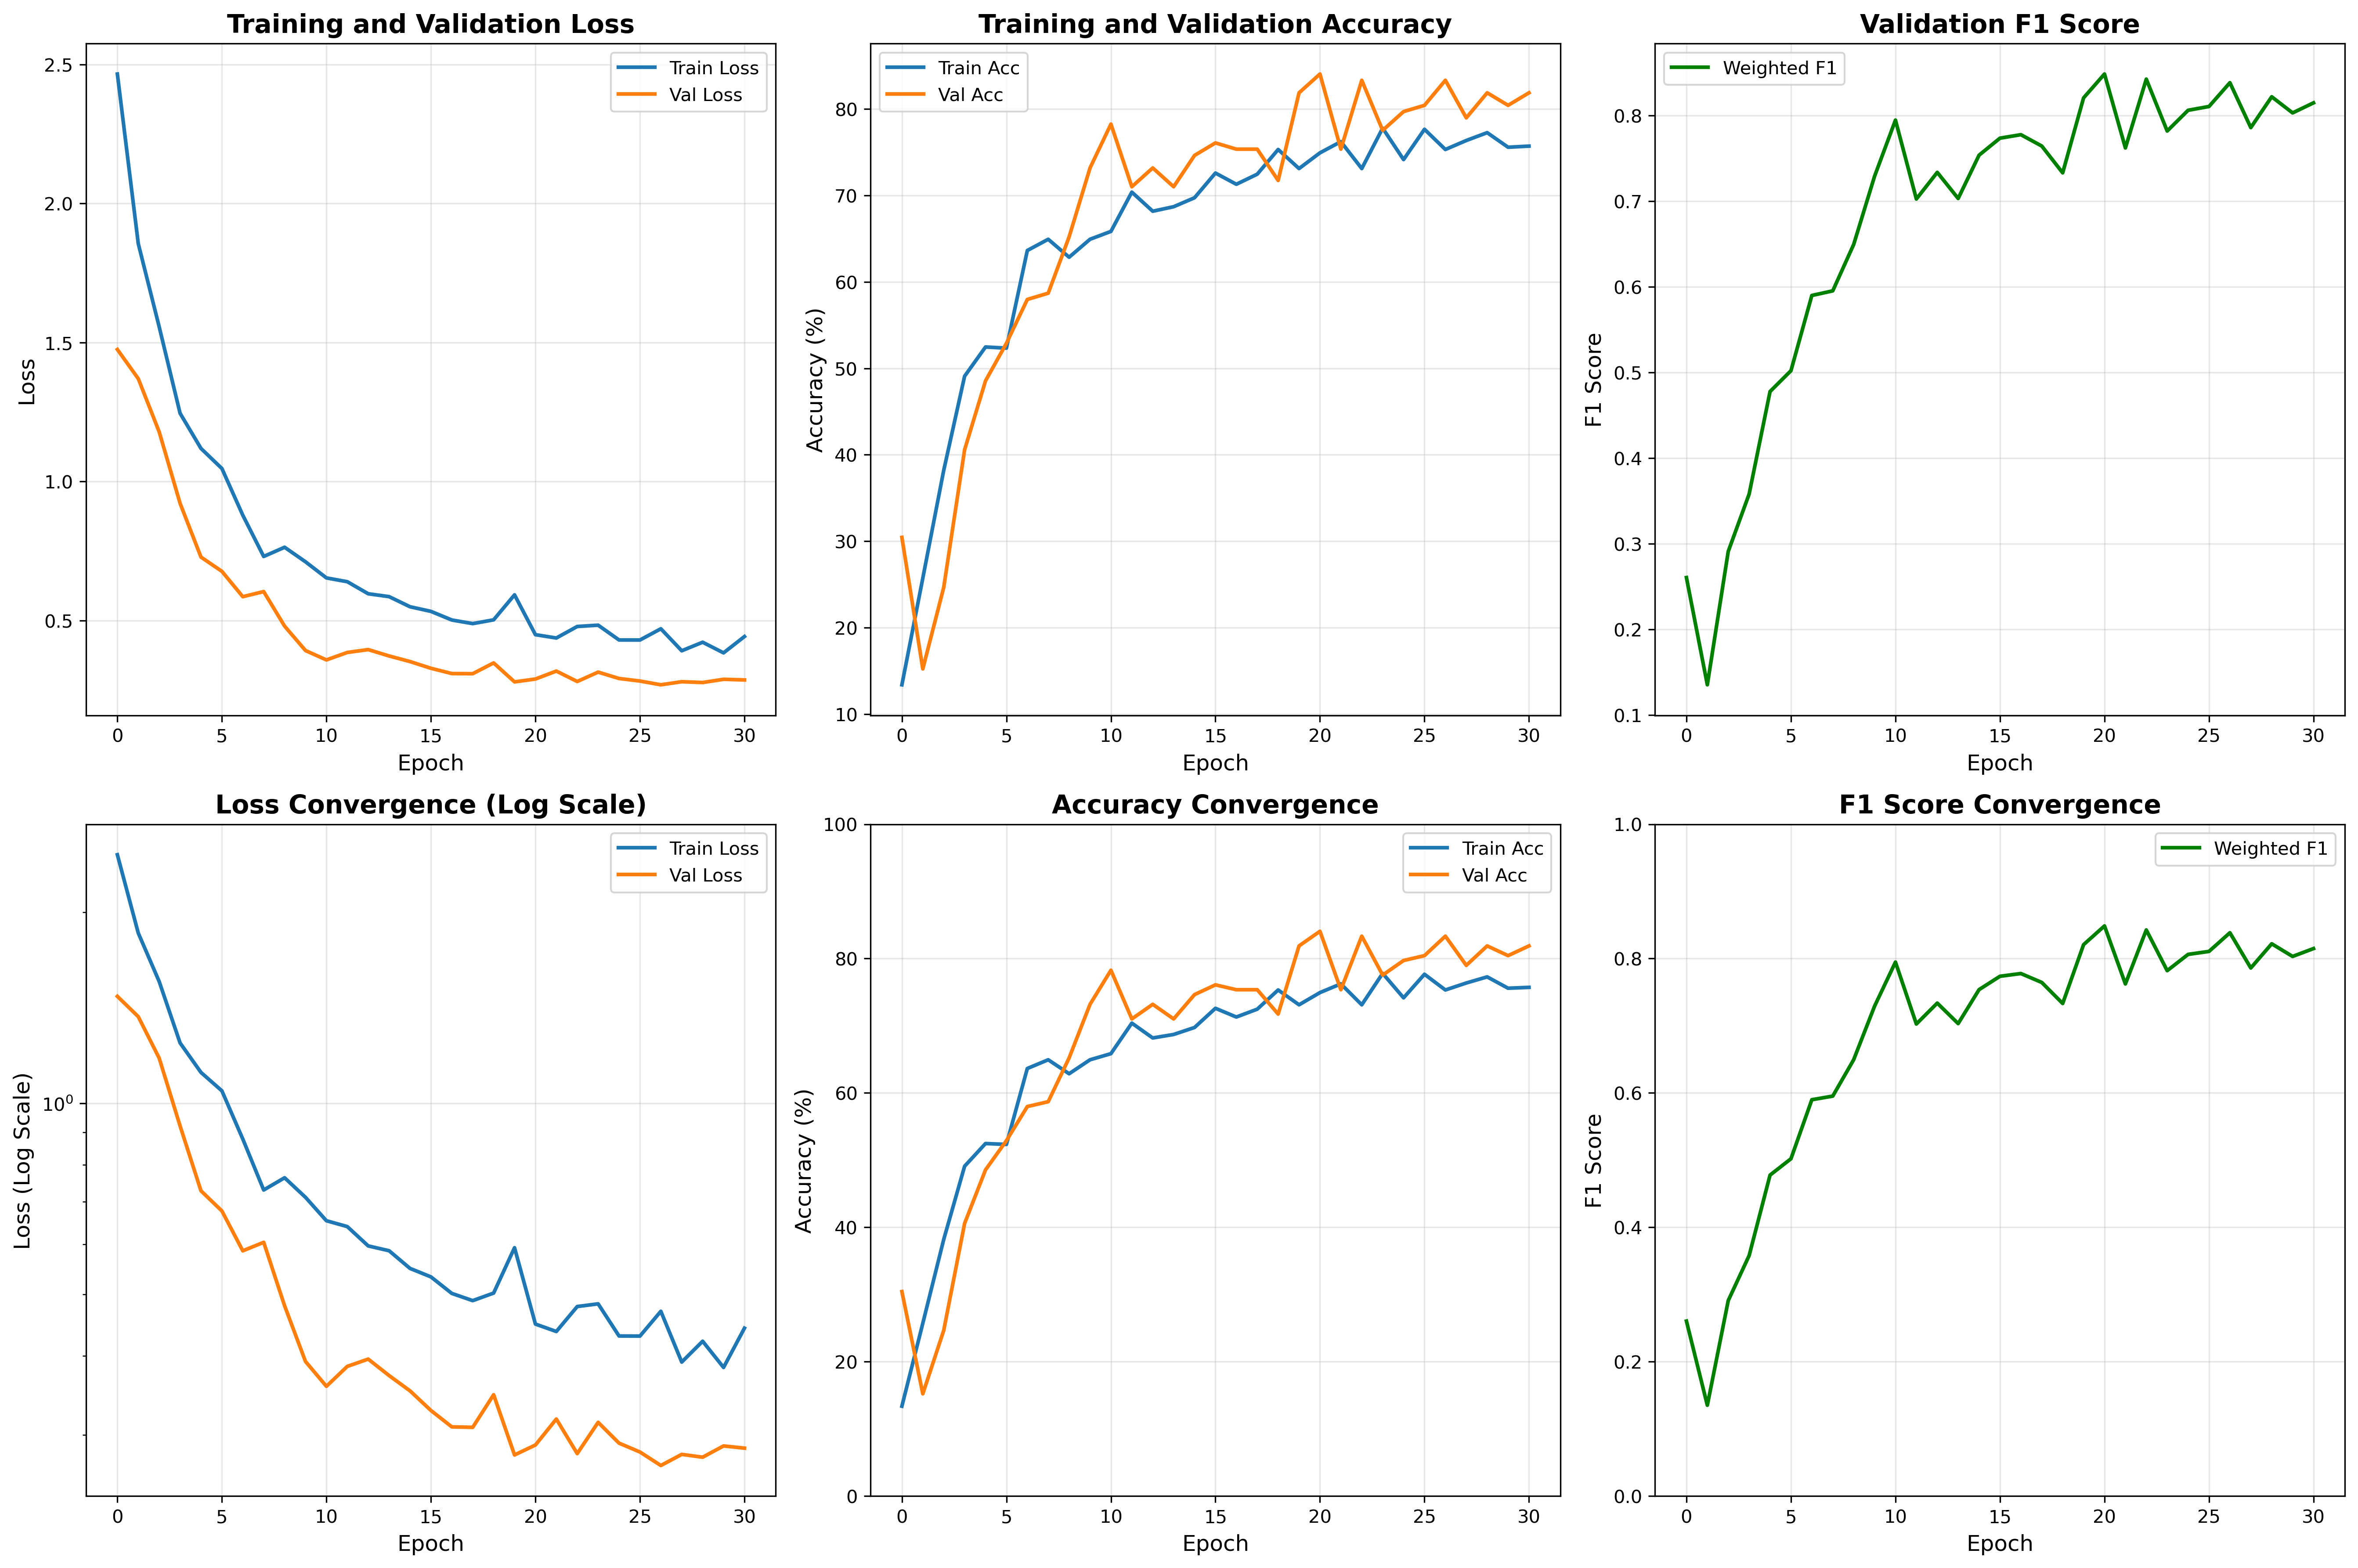 Training and Validation Loss
2.5
2.0
1.5
1.0
0.5
Loss
Train Loss
Val Loss
0 5 10 15 20 25 30
Epoch
Training and Validation Accuracy
80
70
60
50
40
30
20
10
Accuracy (%)
Train Acc
Val Acc
0 5 10 15 20 25 30
Epoch
Validation F1 Score
0.8
0.7
0.6
0.5
0.4
0.3
0.2
0.1
F1 Score
Weighted F1
0 5 10 15 20 25 30
Epoch
Loss Convergence (Log Scale)
10⁰
Loss (Log Scale)
Train Loss
Val Loss
0 5 10 15 20 25 30
Epoch
Accuracy Convergence
100
80
60
40
20
0
Accuracy (%)
Train Acc
Val Acc
0 5 10 15 20 25 30
Epoch
F1 Score Convergence
1.0
0.8
0.6
0.4
0.2
0.0
F1 Score
Weighted F1
0 5 10 15 20 25 30
Epoch